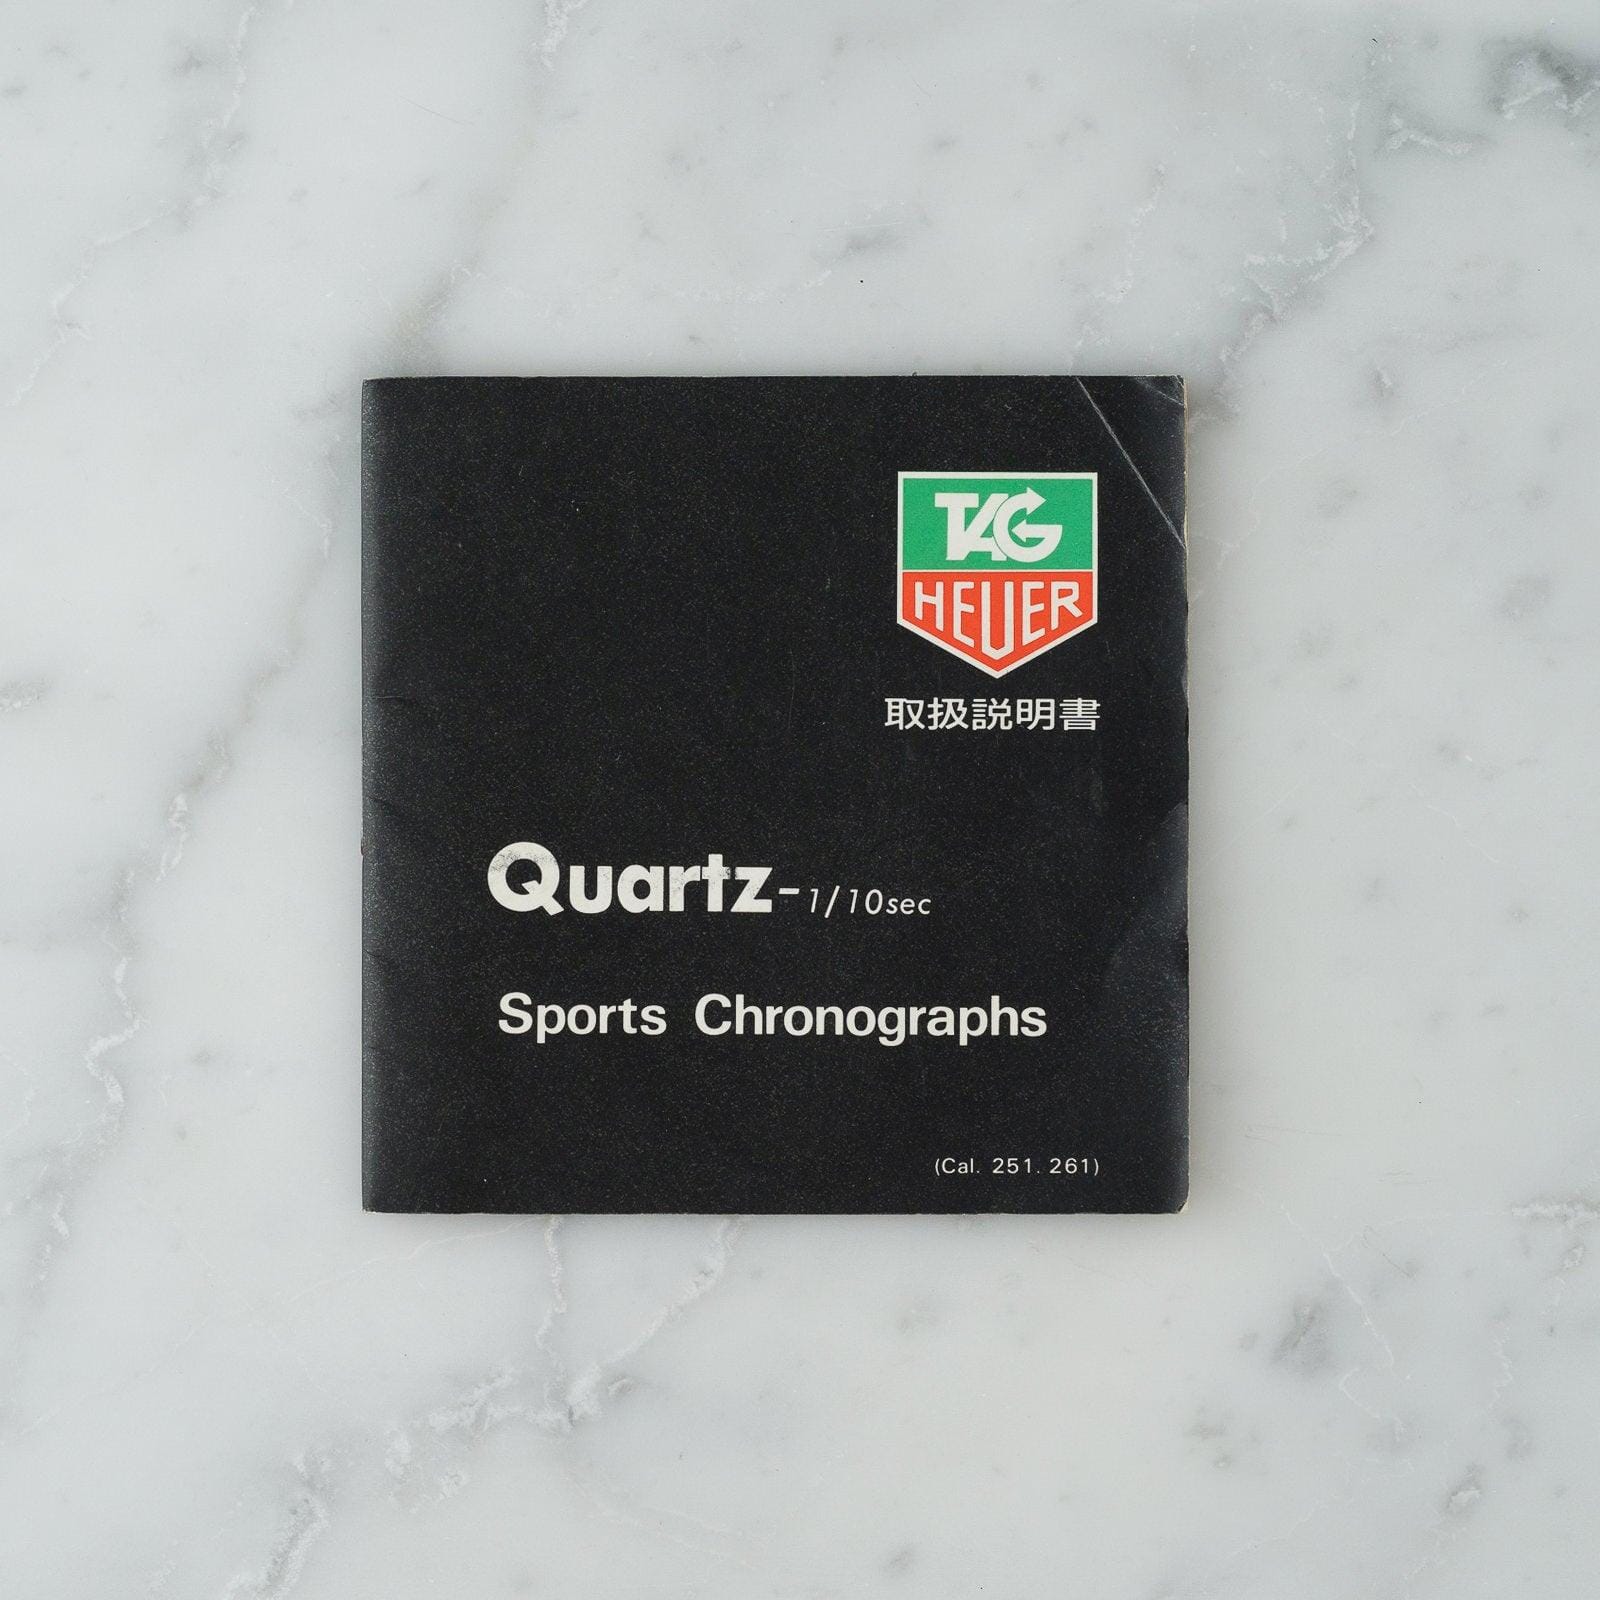 TAG
HEUER
取扱説明書
Quartz-1/10sec
Sports Chronographs
(Cal. 251. 261)